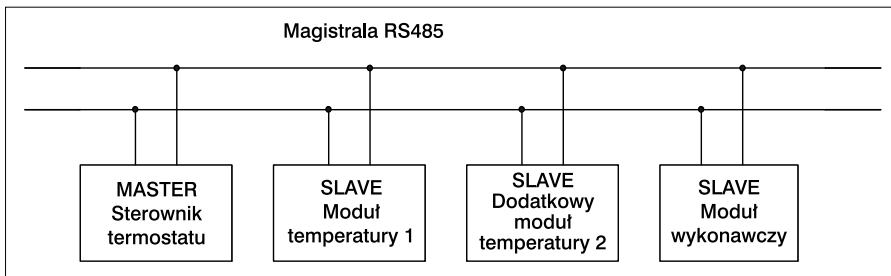 Magistrala RS485
MASTER
Sterownik
termostatu
SLAVE
Moduł
temperatury 1
SLAVE
Dodatkowy
moduł
temperatury 2
SLAVE
Moduł
wykonawczy